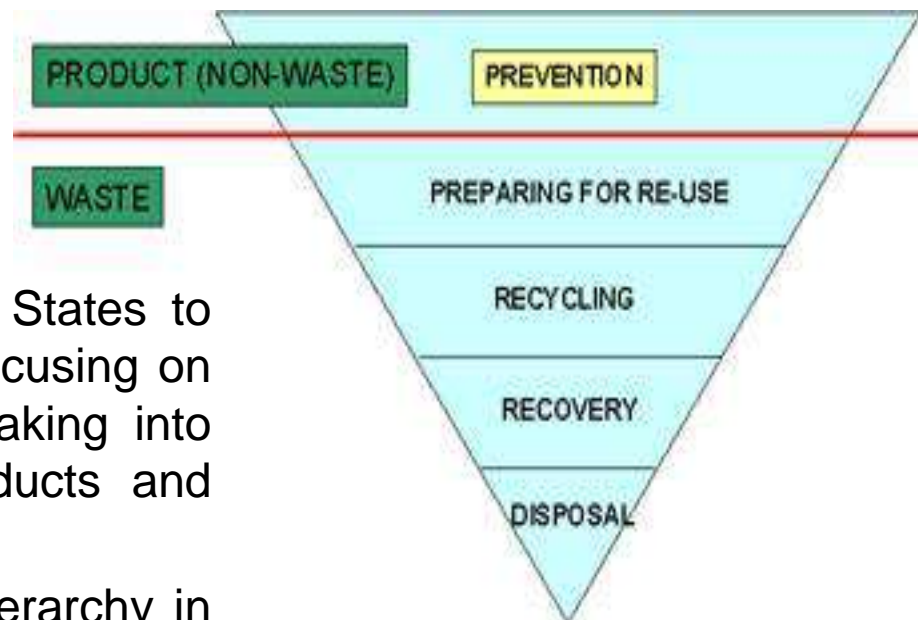 PRODUCT (NON-WASTE)
PREVENTION
WASTE
PREPARING FOR RE-USE
RECYCLING
RECOVERY
DISPOSAL
States to
cusing on
aking into
ducts and
erarchy in